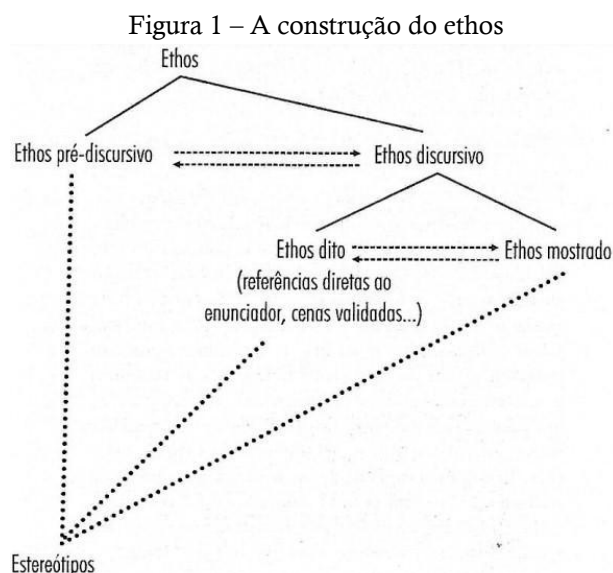 Figura 1 – A construção do ethos
Ethos
Ethos pré-discursivo
Ethos discursivo
Ethos dito
Ethos mostrado
(referências diretas ao
enunciador, cenas validadas...)
Estereótipos